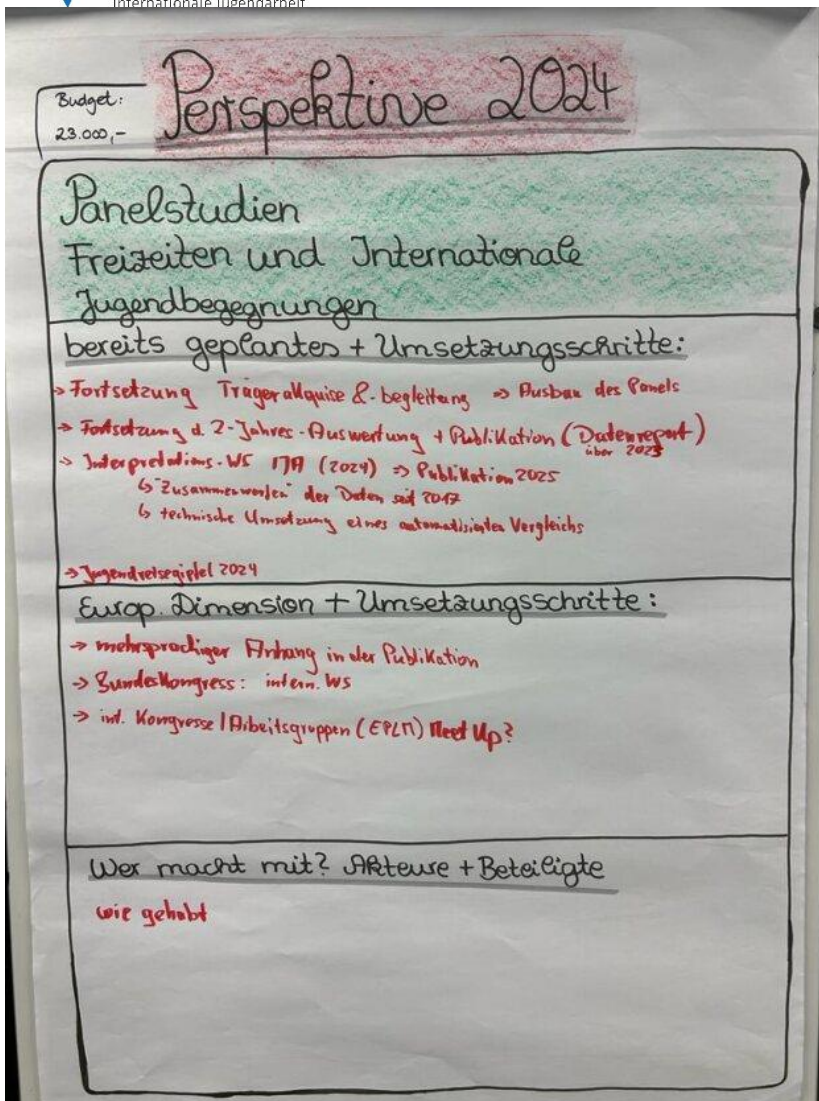 Internationale Jugendarbeit
Budget:
23.000,-
Perspektive 2024
Panelstudien
Freizeiten und Internationale
Jugendbegegnungen
bereits geplantes + Umsetzungsschritte:
→ Fortsetzung Trägerakquise & -begleitung => Ausbau des Panels
→ Fortsetzung d. 2-Jahres-Auswertung + Publikation (Datenreport)
über 2023
→ Interpretations-WS IJA (2024) => Publikation 2025
↳ "Zusammenwerfen" der Daten seit 2017
↳ technische Umsetzung eines automatisierten Vergleichs
→ Jugendreisegipfel 2024
Europ. Dimension + Umsetzungsschritte:
→ mehrsprachiger Anhang in der Publikation
→ Bundeskongress: intern. WS
→ int. Kongresse / Arbeitsgruppen (EPLM) Meet Up?
Wer macht mit? Akteure + Beteiligte
wie gehabt